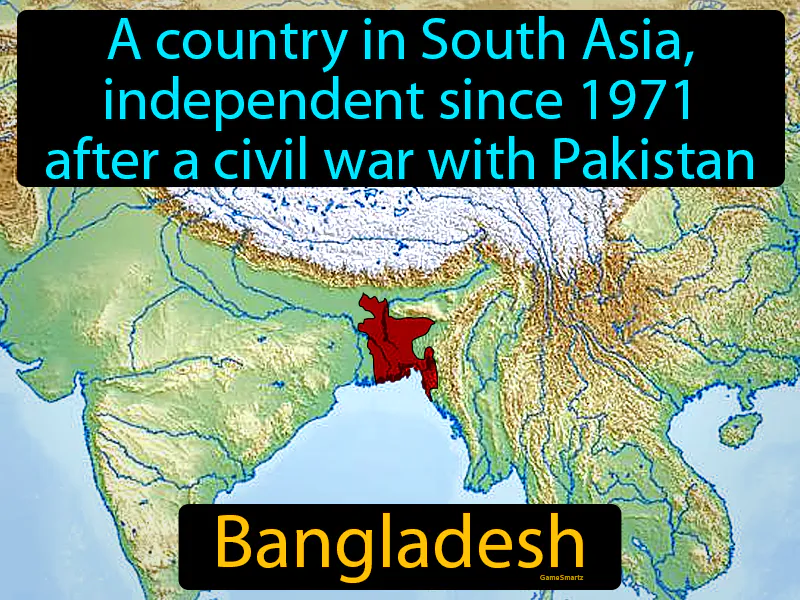 A country in South Asia,
independent since 1971
after a civil war with Pakistan
Bangladesh
GameSmartz